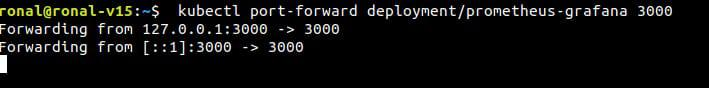 ronal@ronal-v15:~$  kubectl port-forward deployment/prometheus-grafana 3000
Forwarding from 127.0.0.1:3000 -> 3000
Forwarding from [::1]:3000 -> 3000